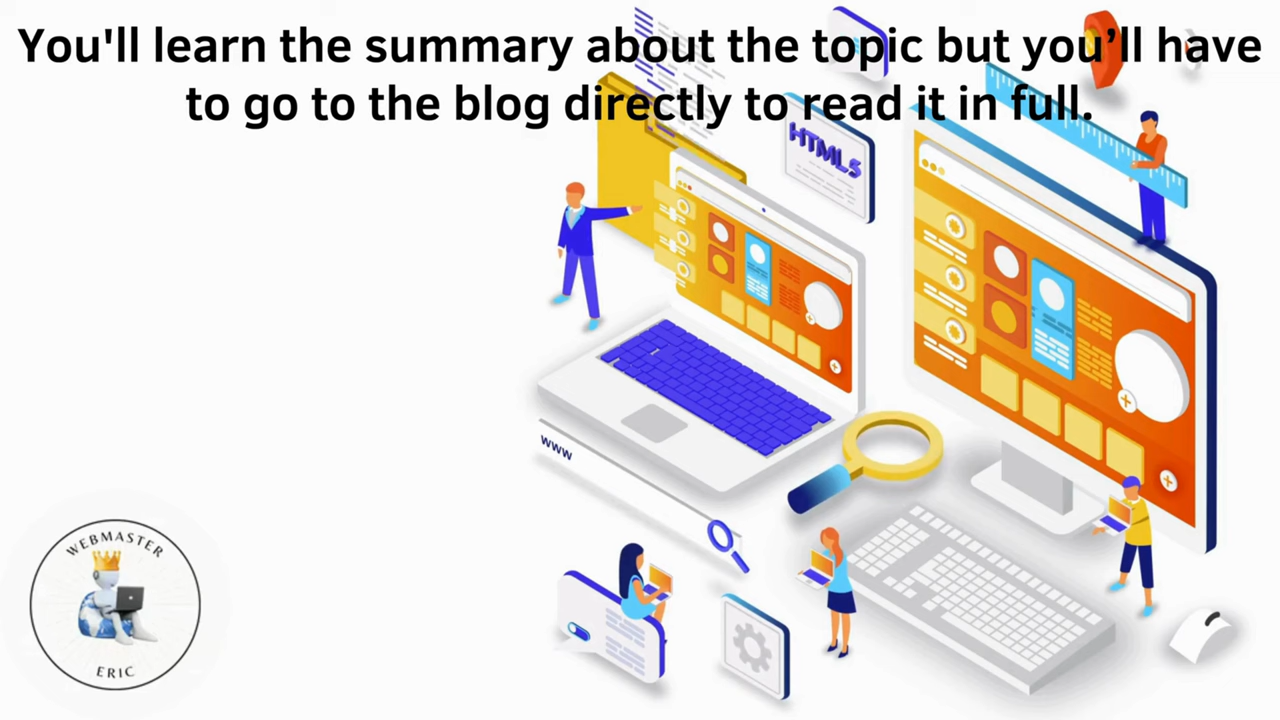 You'll learn the summary about the topic but you’ll have
to go to the blog directly to read it in full.
HTML5
www
WEBMASTER
ERIC